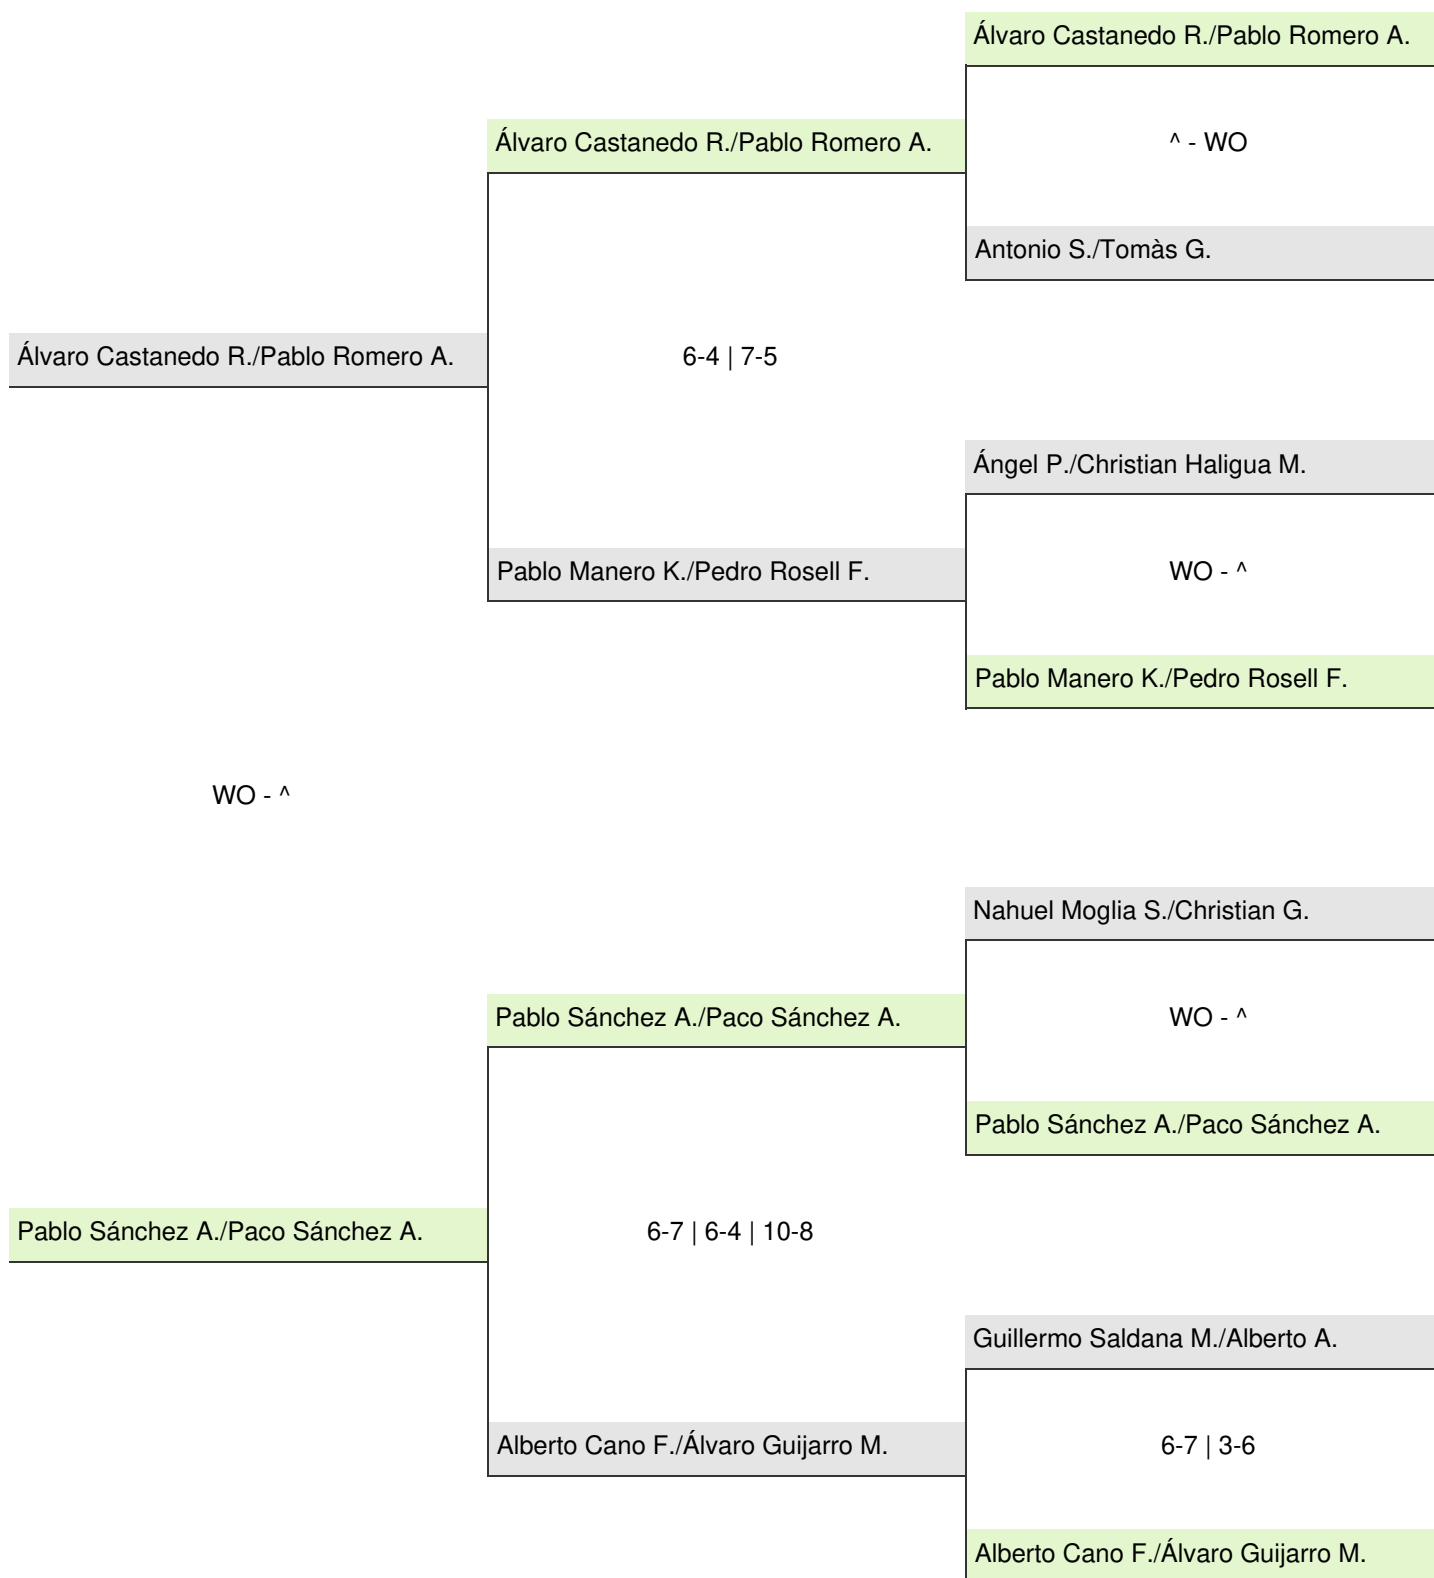 Álvaro Castanedo R./Pablo Romero A.
Álvaro Castanedo R./Pablo Romero A.
^ - WO
Antonio S./Tomàs G.
Álvaro Castanedo R./Pablo Romero A.
6-4 | 7-5
Ángel P./Christian Haligua M.
Pablo Manero K./Pedro Rosell F.
WO - ^
Pablo Manero K./Pedro Rosell F.
WO - ^
Nahuel Moglia S./Christian G.
Pablo Sánchez A./Paco Sánchez A.
WO - ^
Pablo Sánchez A./Paco Sánchez A.
Pablo Sánchez A./Paco Sánchez A.
6-7 | 6-4 | 10-8
Guillermo Saldana M./Alberto A.
Alberto Cano F./Álvaro Guijarro M.
6-7 | 3-6
Alberto Cano F./Álvaro Guijarro M.